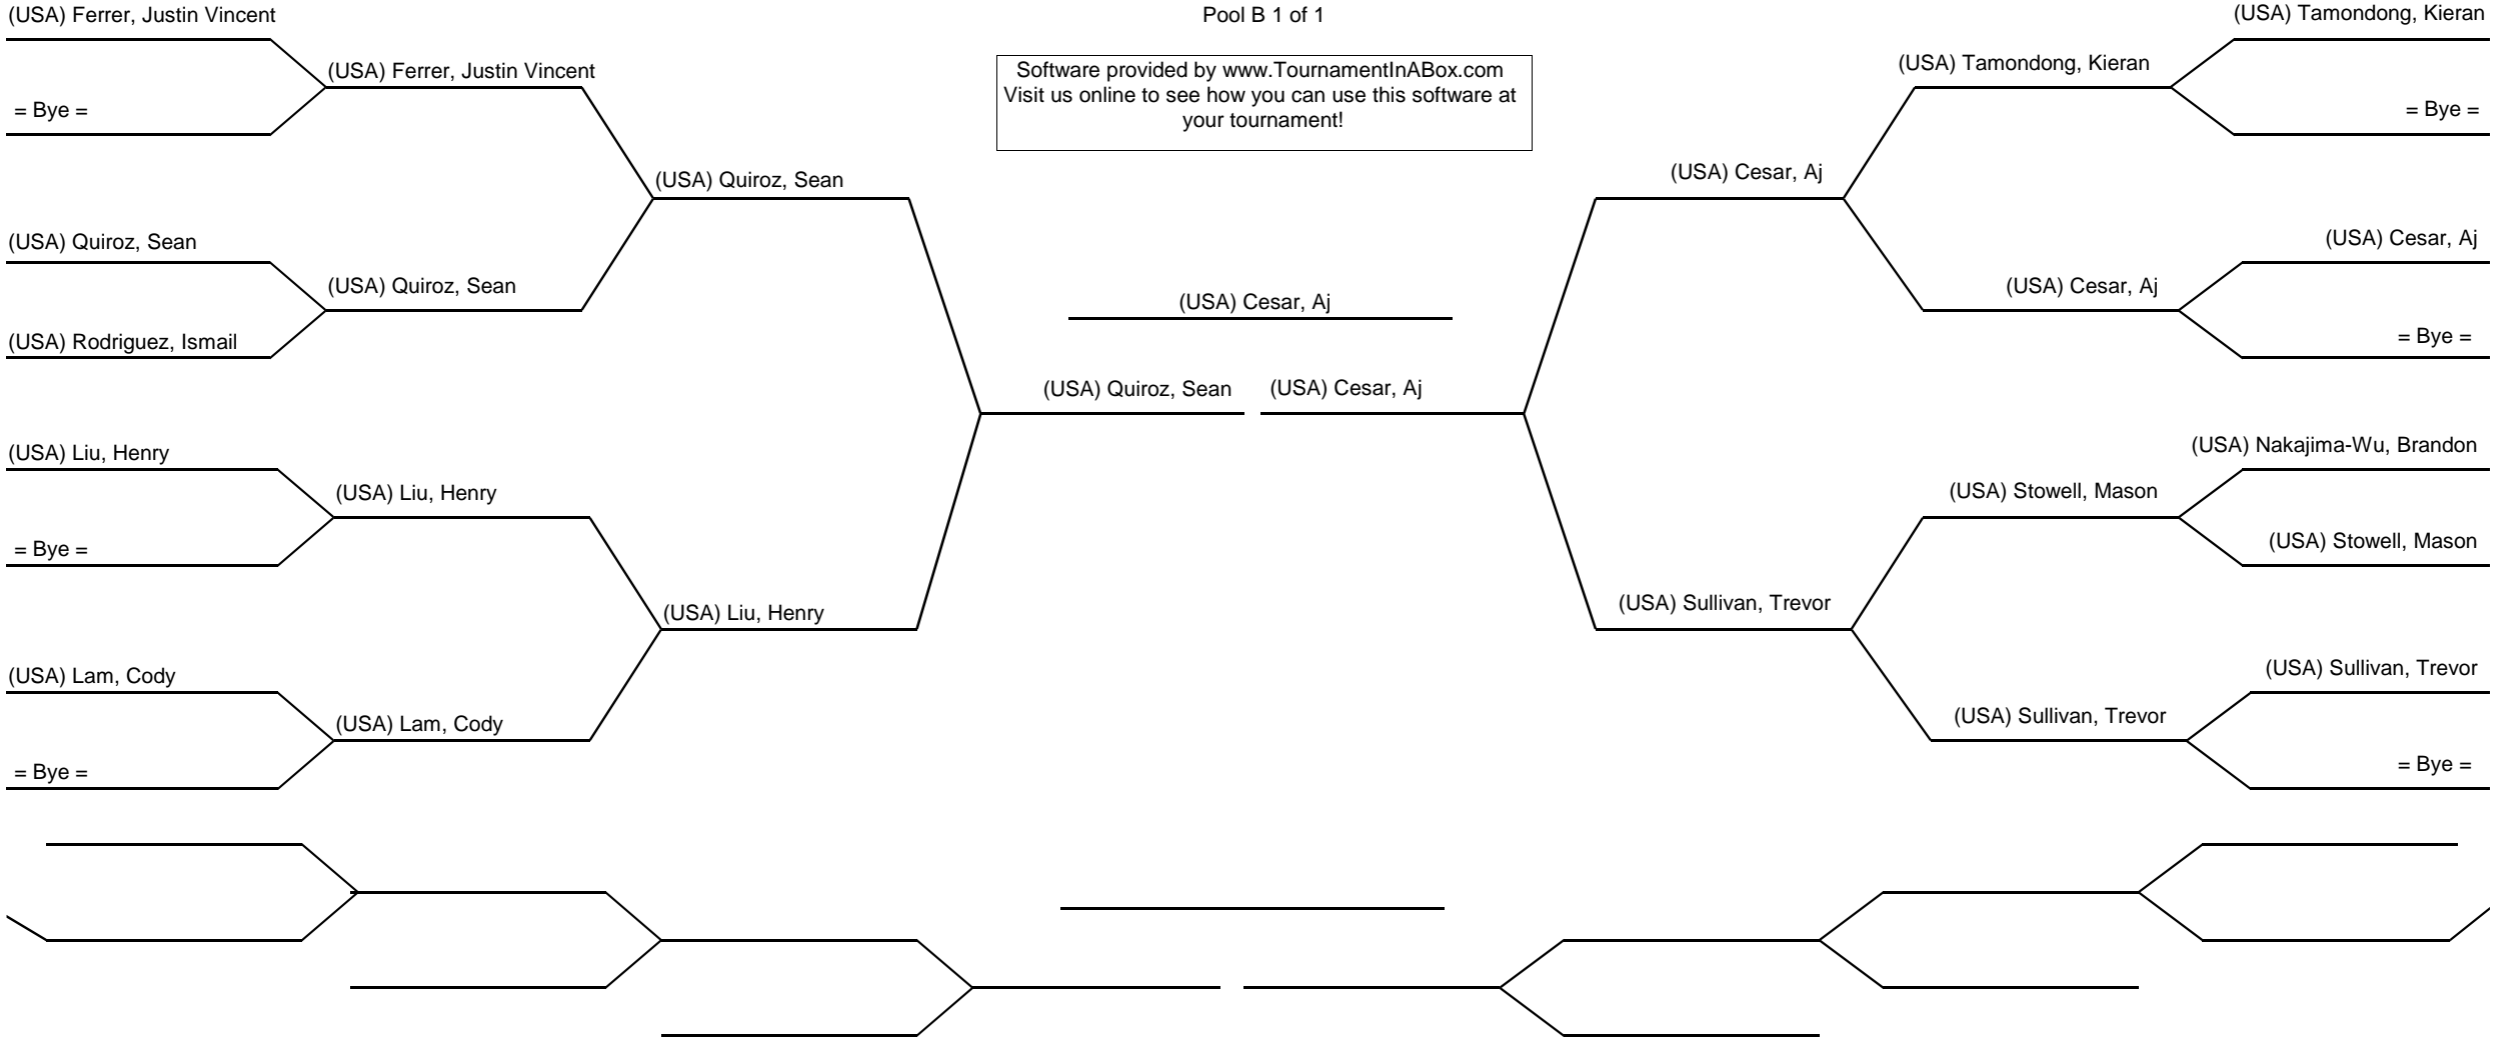 (USA) Ferrer, Justin Vincent
Pool B 1 of 1
(USA) Tamondong, Kieran
Software provided by www.TournamentInABox.com
Visit us online to see how you can use this software at
your tournament!
(USA) Ferrer, Justin Vincent
(USA) Tamondong, Kieran
= Bye =
= Bye =
(USA) Quiroz, Sean
(USA) Cesar, Aj
(USA) Quiroz, Sean
(USA) Cesar, Aj
(USA) Quiroz, Sean
(USA) Cesar, Aj
(USA) Cesar, Aj
(USA) Rodriguez, Ismail
= Bye =
(USA) Quiroz, Sean
(USA) Cesar, Aj
(USA) Liu, Henry
(USA) Nakajima-Wu, Brandon
(USA) Liu, Henry
(USA) Stowell, Mason
= Bye =
(USA) Stowell, Mason
(USA) Liu, Henry
(USA) Sullivan, Trevor
(USA) Lam, Cody
(USA) Sullivan, Trevor
(USA) Lam, Cody
(USA) Sullivan, Trevor
= Bye =
= Bye =